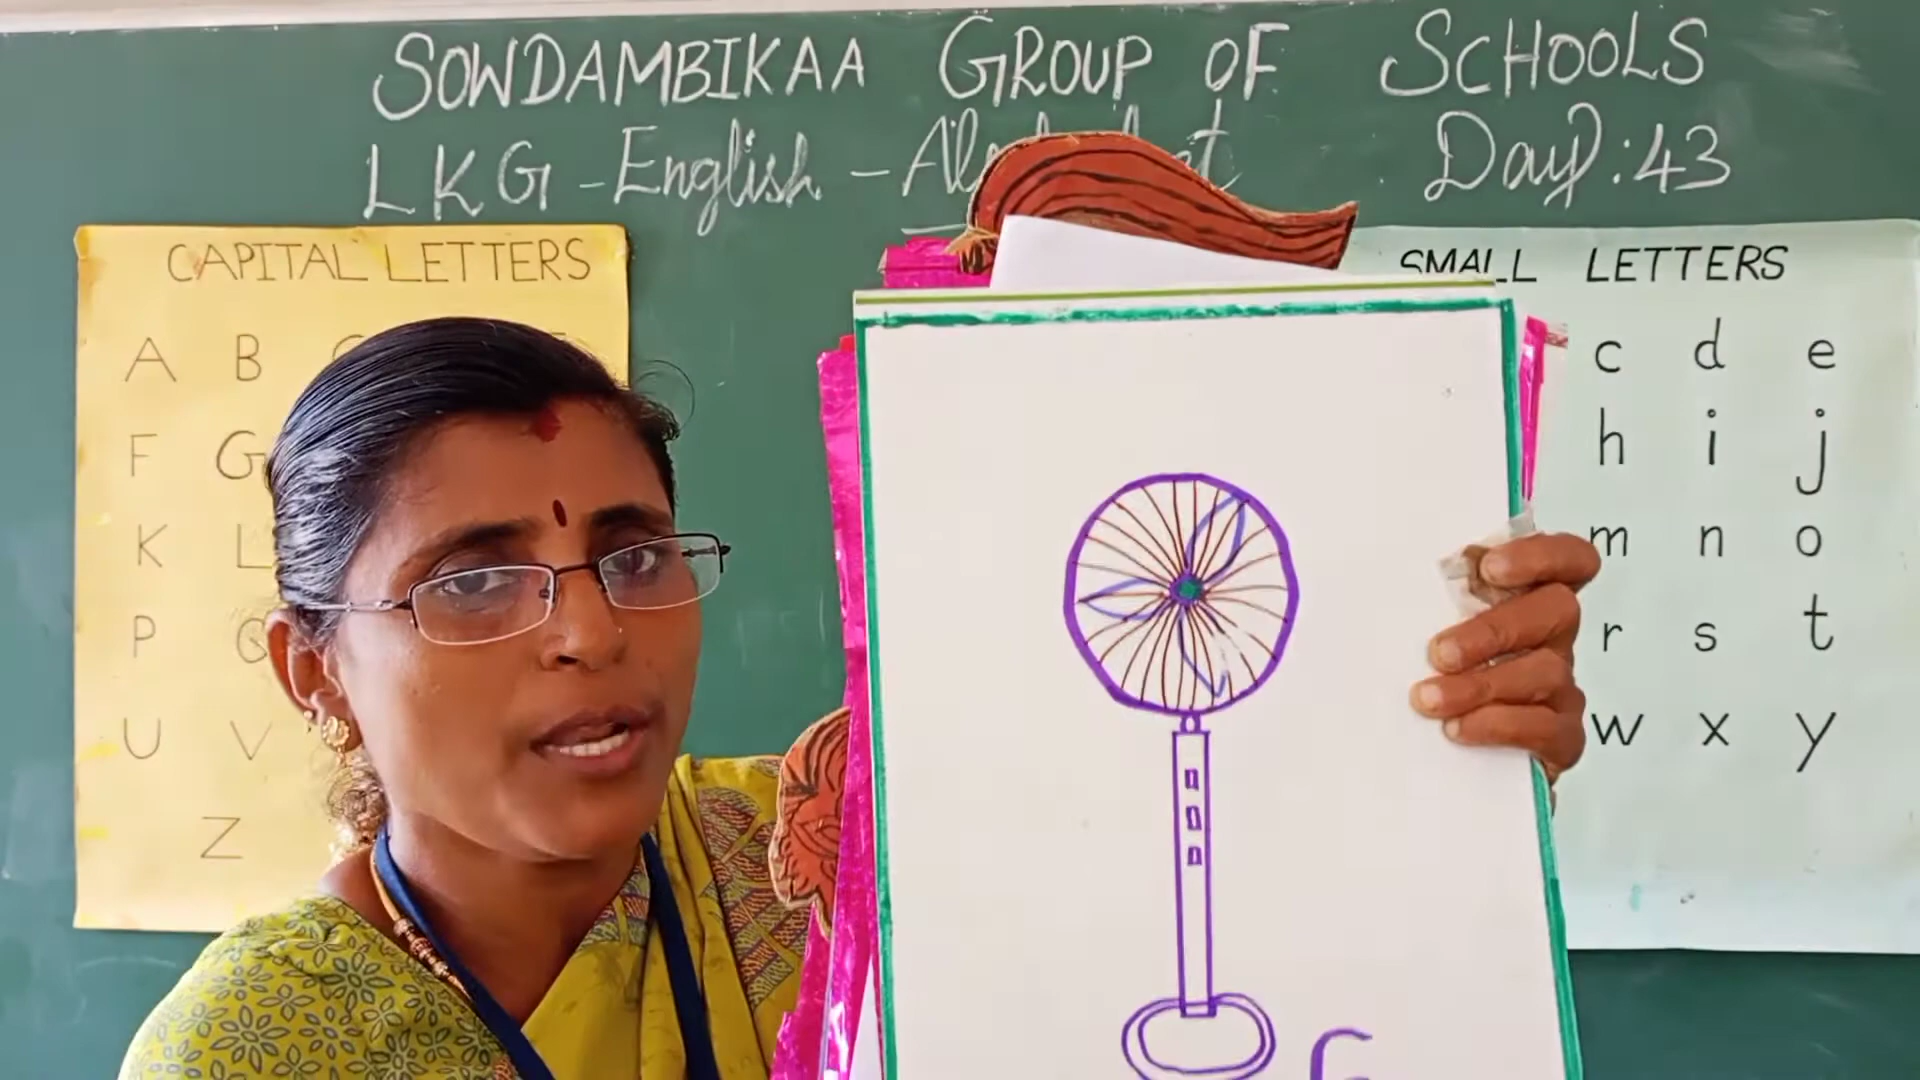 SOWDAMBIKAA GROUP OF SCHOOLS
LKG - English - Day: 43
CAPITAL LETTERS
A B
F G
K L
P Q
U V
Z
SMALL LETTERS
c d e
h i j
m n o
r s t
w x y
f